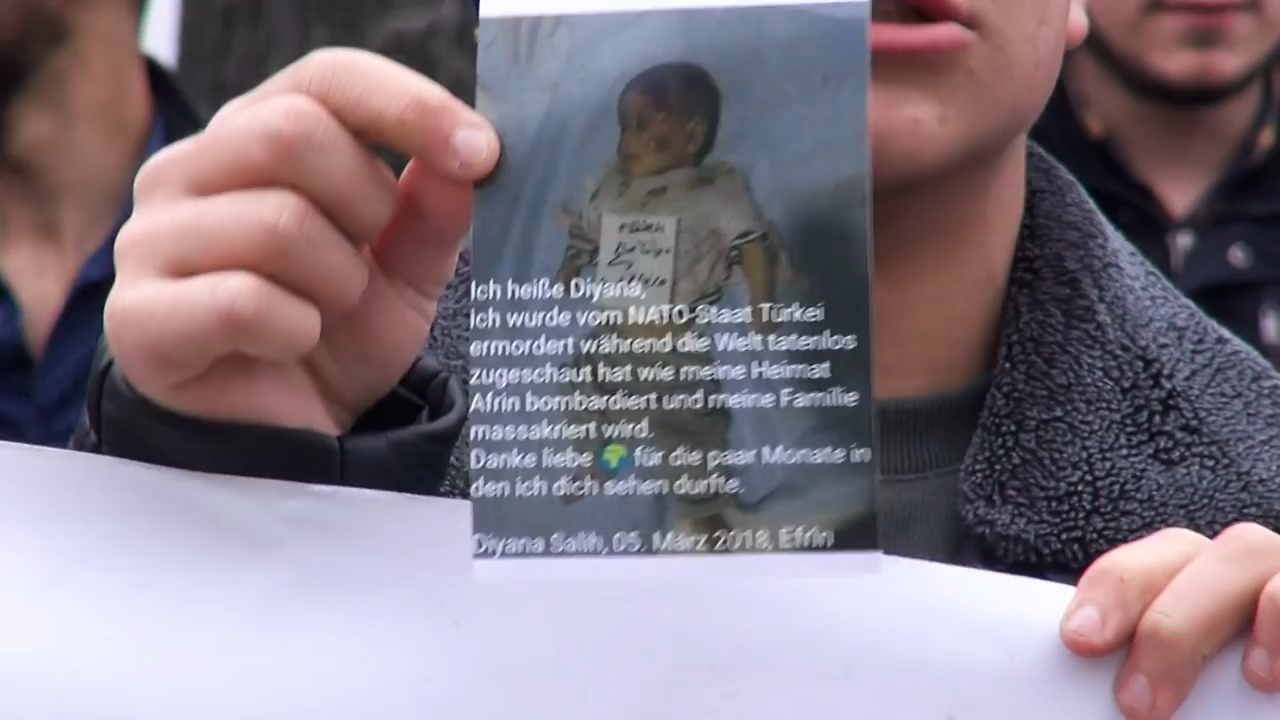 Ich heiße Diyana,
Ich wurde vom NATO-Staat Türkei
ermordert während die Welt tatenlos
zugeschaut hat wie meine Heimat
Afrin bombardiert und meine Familie
massakriert wird.
Danke liebe 🌍 für die paar Monate in
den ich dich sehen durfte.
Diyana Salih, 05. März 2018, Efrin